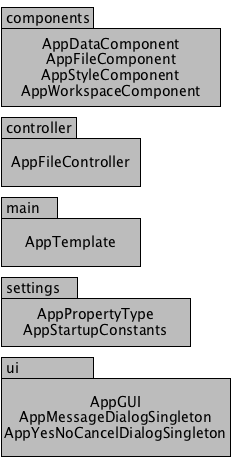 components
AppDataComponent
AppFileComponent
AppStyleComponent
AppWorkspaceComponent
controller
AppFileController
main
AppTemplate
settings
AppPropertyType
AppStartupConstants
ui
AppGUI
AppMessageDialogSingleton
AppYesNoCancelDialogSingleton